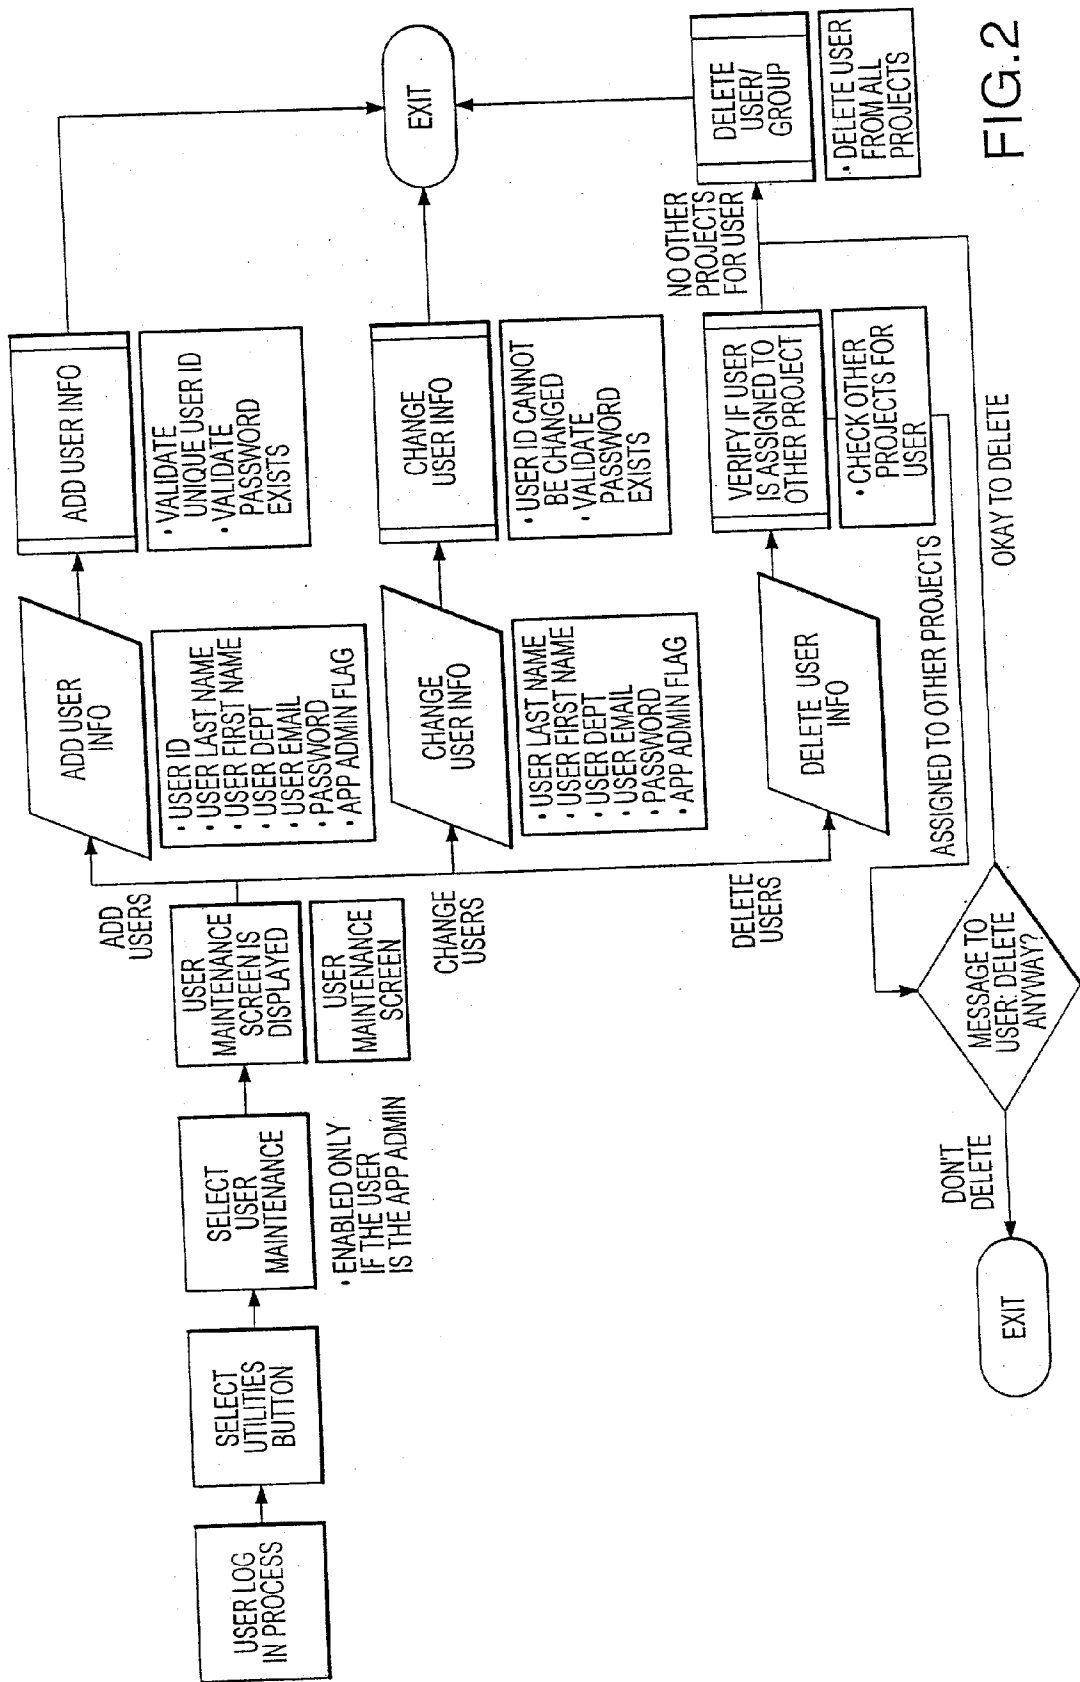 USER LOG
IN PROCESS
SELECT
UTILITIES
BUTTON
SELECT
USER
MAINTENANCE
• ENABLED ONLY
IF THE USER
IS THE APP ADMIN
USER
MAINTENANCE
SCREEN IS
DISPLAYED
USER
MAINTENANCE
SCREEN
ADD
USERS
ADD USER
INFO
• USER ID
• USER LAST NAME
• USER FIRST NAME
• USER DEPT
• USER EMAIL
• PASSWORD
• APP ADMIN FLAG
ADD USER INFO
• VALIDATE
UNIQUE USER ID
• VALIDATE
PASSWORD
EXISTS
CHANGE
USERS
CHANGE
USER INFO
• USER LAST NAME
• USER FIRST NAME
• USER DEPT
• USER EMAIL
• PASSWORD
• APP ADMIN FLAG
CHANGE
USER INFO
• USER ID CANNOT
BE CHANGED
• VALIDATE
PASSWORD
EXISTS
EXIT
DELETE
USERS
DELETE USER
INFO
VERIFY IF USER
IS ASSIGNED TO
OTHER PROJECT
• CHECK OTHER
PROJECTS FOR
USER
NO OTHER
PROJECTS
FOR USER
DELETE
USER/
GROUP
• DELETE USER
FROM ALL
PROJECTS
ASSIGNED TO OTHER PROJECTS
OKAY TO DELETE
MESSAGE TO
USER: DELETE
ANYWAY?
DON'T
DELETE
EXIT
FIG.2